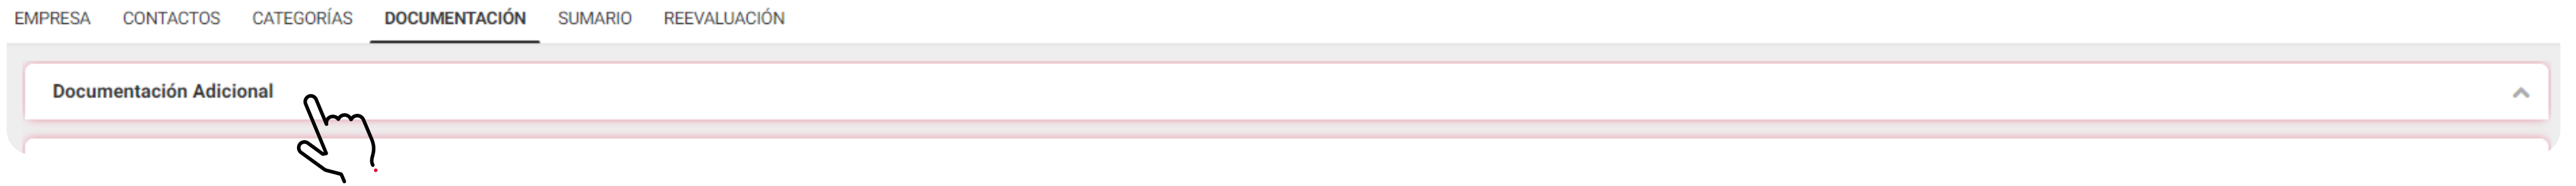 EMPRESA CONTACTOS CATEGORÍAS DOCUMENTACIÓN SUMARIO REEVALUACIÓN
Documentación Adicional